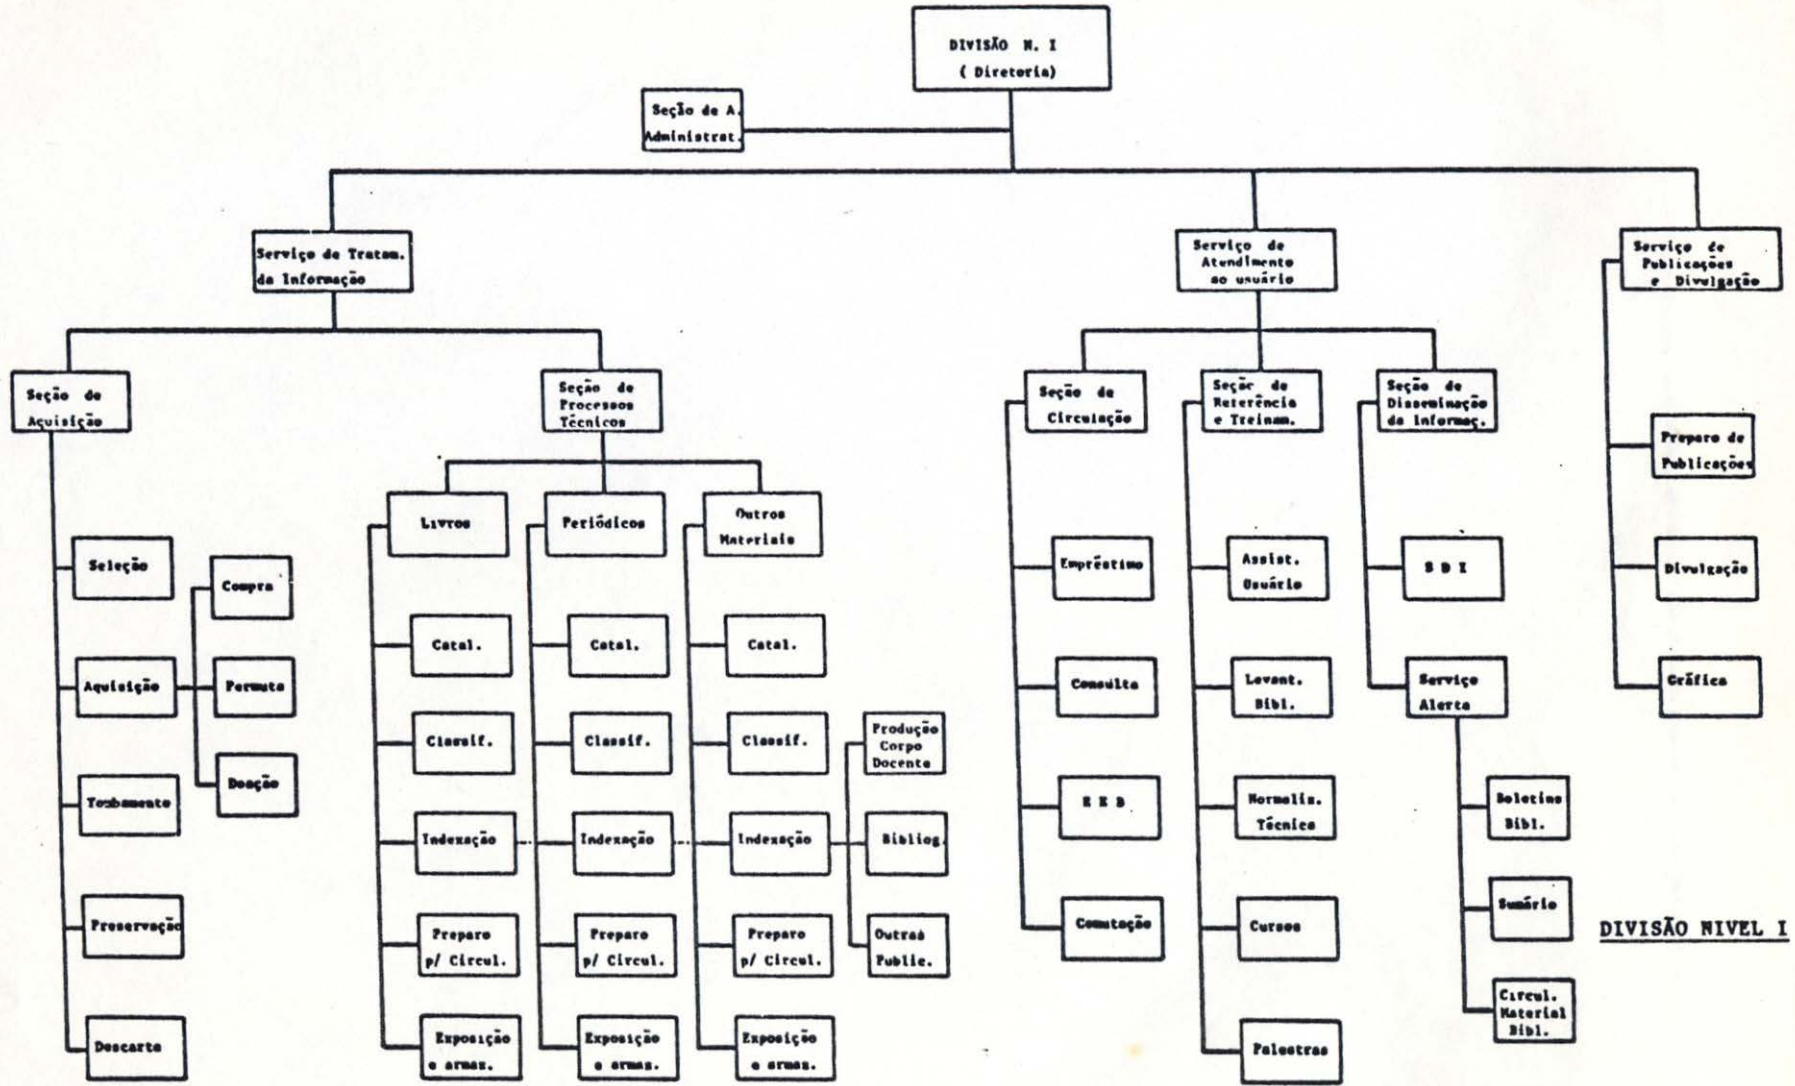 DIVISÃO N. I
( Diretoria)
Seção de A.
Administrat.
Serviço de Tratam.
da Informação
Serviço de
Atendimento
ao usuário
Serviço de
Publicações
e Divulgação
Seção de
Aquisição
Seção de
Processos
Técnicos
Seção de
Circulação
Seção de
Referência
e Treinam.
Seção de
Disseminação
da Informaç.
Seleção
Aquisição
Compra
Permuta
Doação
Tombamento
Preservação
Descarte
Livros
Catal.
Classif.
Indexação
Preparo
p/ Circul.
Exposição
e armaz.
Periódicos
Catal.
Classif.
Indexação
Preparo
p/ Circul.
Exposição
e armaz.
Outros
Materiais
Catal.
Classif.
Indexação
Produção
Corpo
Docente
Bibliog.
Outras
Public.
Preparo
p/ Circul.
Exposição
e armaz.
Empréstimo
Consulta
E E B
Comutação
Assist.
Usuário
Levant.
Bibl.
Normaliz.
Técnica
Cursos
Palestras
S D I
Serviço
Alerta
Boletins
Bibl.
Sumário
Circul.
Material
Bibl.
Preparo de
Publicações
Divulgação
Gráfica
DIVISÃO NIVEL I